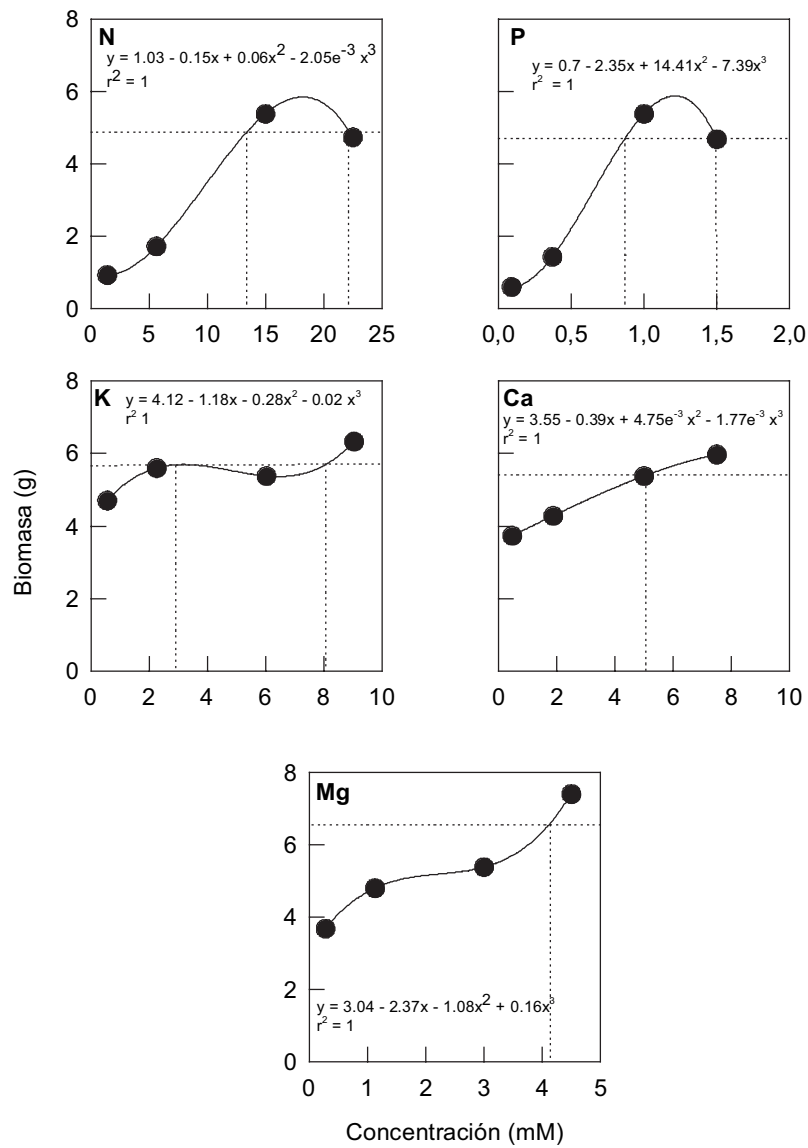 N
y = 1.03 - 0.15x + 0.06x² - 2.05e⁻³ x³
r² = 1
8
6
4
2
0
0 5 10 15 20 25
P
y = 0.7 - 2.35x + 14.41x² - 7.39x³
r² = 1
0,0 0,5 1,0 1,5 2,0
K
y = 4.12 - 1.18x - 0.28x² - 0.02 x³
r² 1
8
6
4
2
0
0 2 4 6 8 10
Ca
y = 3.55 - 0.39x + 4.75e⁻³ x² - 1.77e⁻³ x³
r² = 1
0 2 4 6 8 10
Biomasa (g)
Mg
8
6
4
2
0
y = 3.04 - 2.37x - 1.08x² + 0.16x³
r² = 1
0 1 2 3 4 5
Concentración (mM)